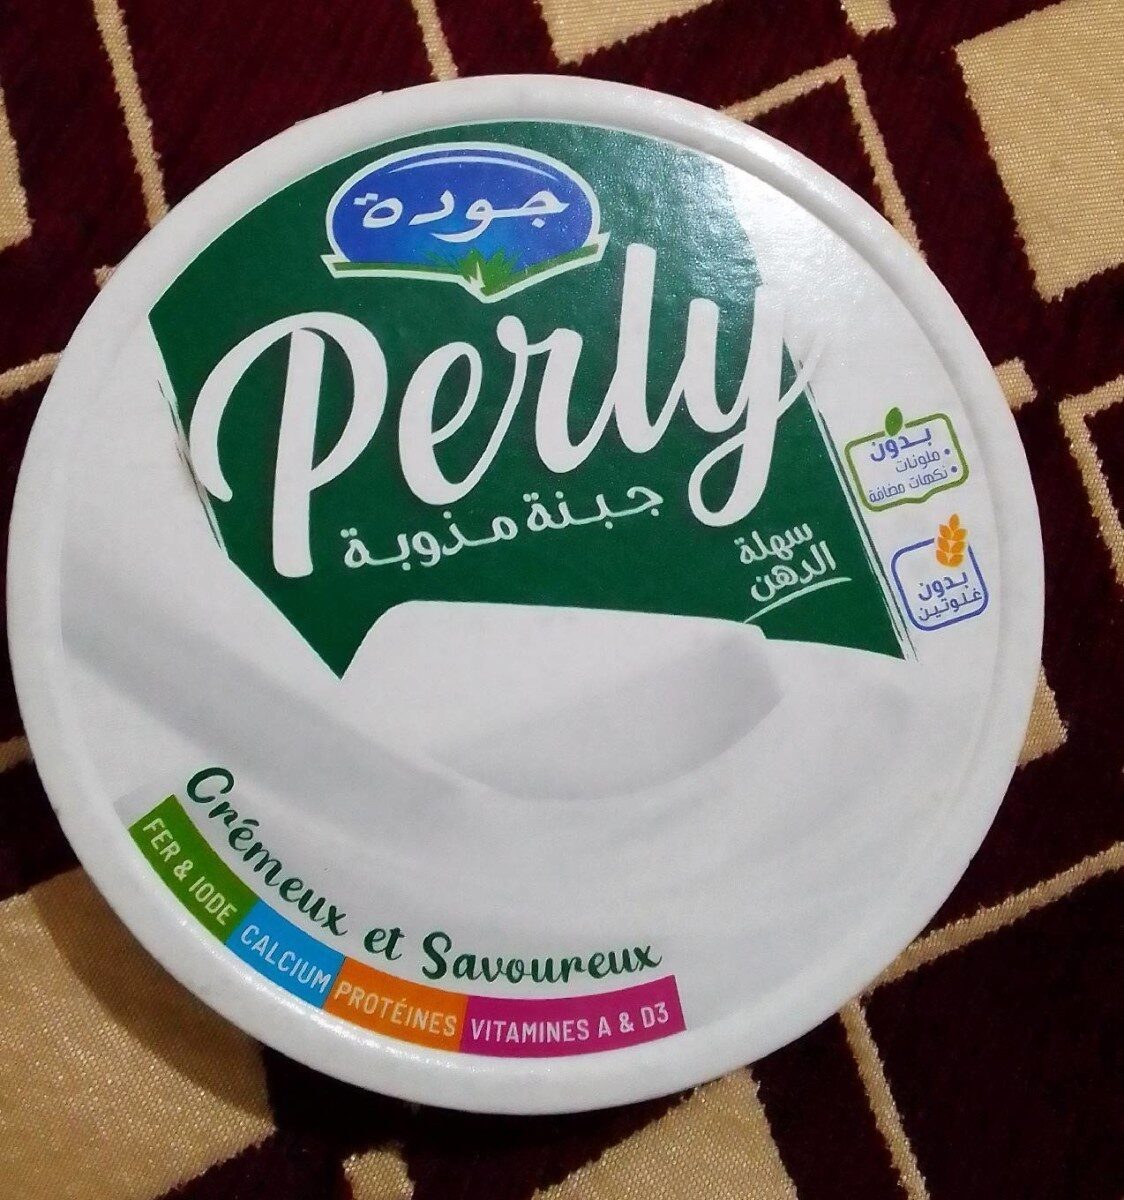 جودة
Perly
جبنة مذوبة
سهلة
الدهن
بدون
• ملونات
• نكهات مضافة
بدون
غلوتين
Crémeux et Savoureux
FER & IODE
CALCIUM
PROTÉINES
VITAMINES A & D3